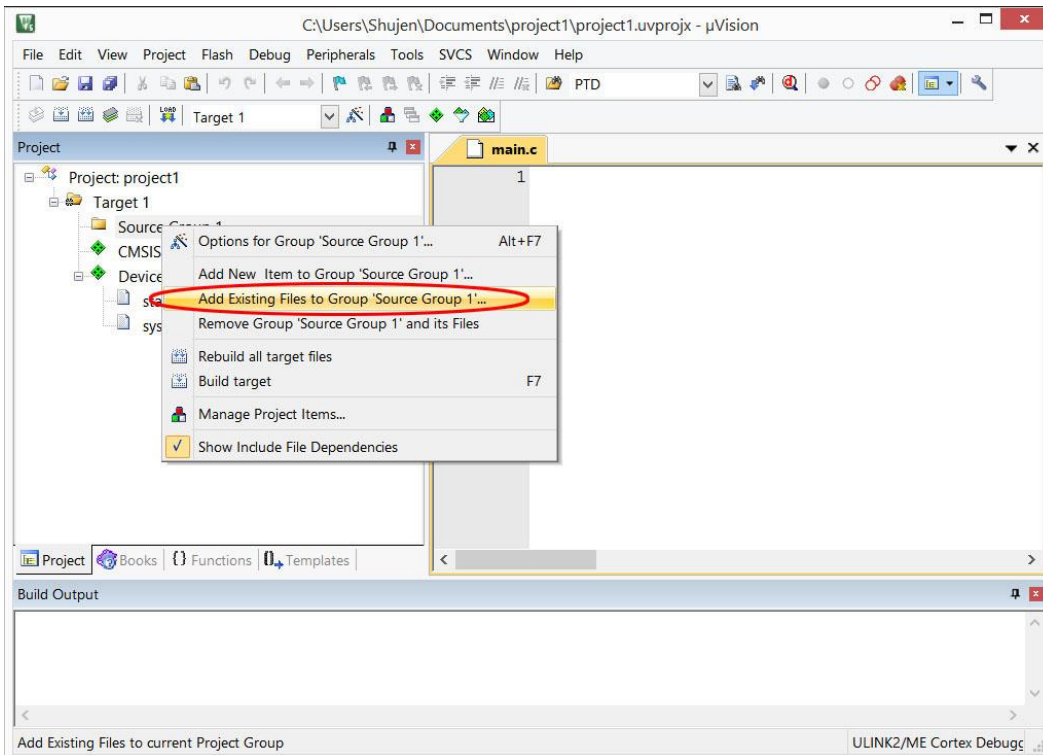 C:\Users\Shujen\Documents\project1\project1.uvprojx - µVision
File Edit View Project Flash Debug Peripherals Tools SVCS Window Help
PTD
LOAD Target 1
Project
main.c
1
Project: project1
Target 1
Source Group 1
CMSIS
Device
sta
sys
Options for Group 'Source Group 1'... Alt+F7
Add New Item to Group 'Source Group 1'...
Add Existing Files to Group 'Source Group 1'...
Remove Group 'Source Group 1' and its Files
Rebuild all target files
Build target F7
Manage Project Items...
Show Include File Dependencies
Project Books {} Functions 0 Templates
Build Output
Add Existing Files to current Project Group ULINK2/ME Cortex Debugg